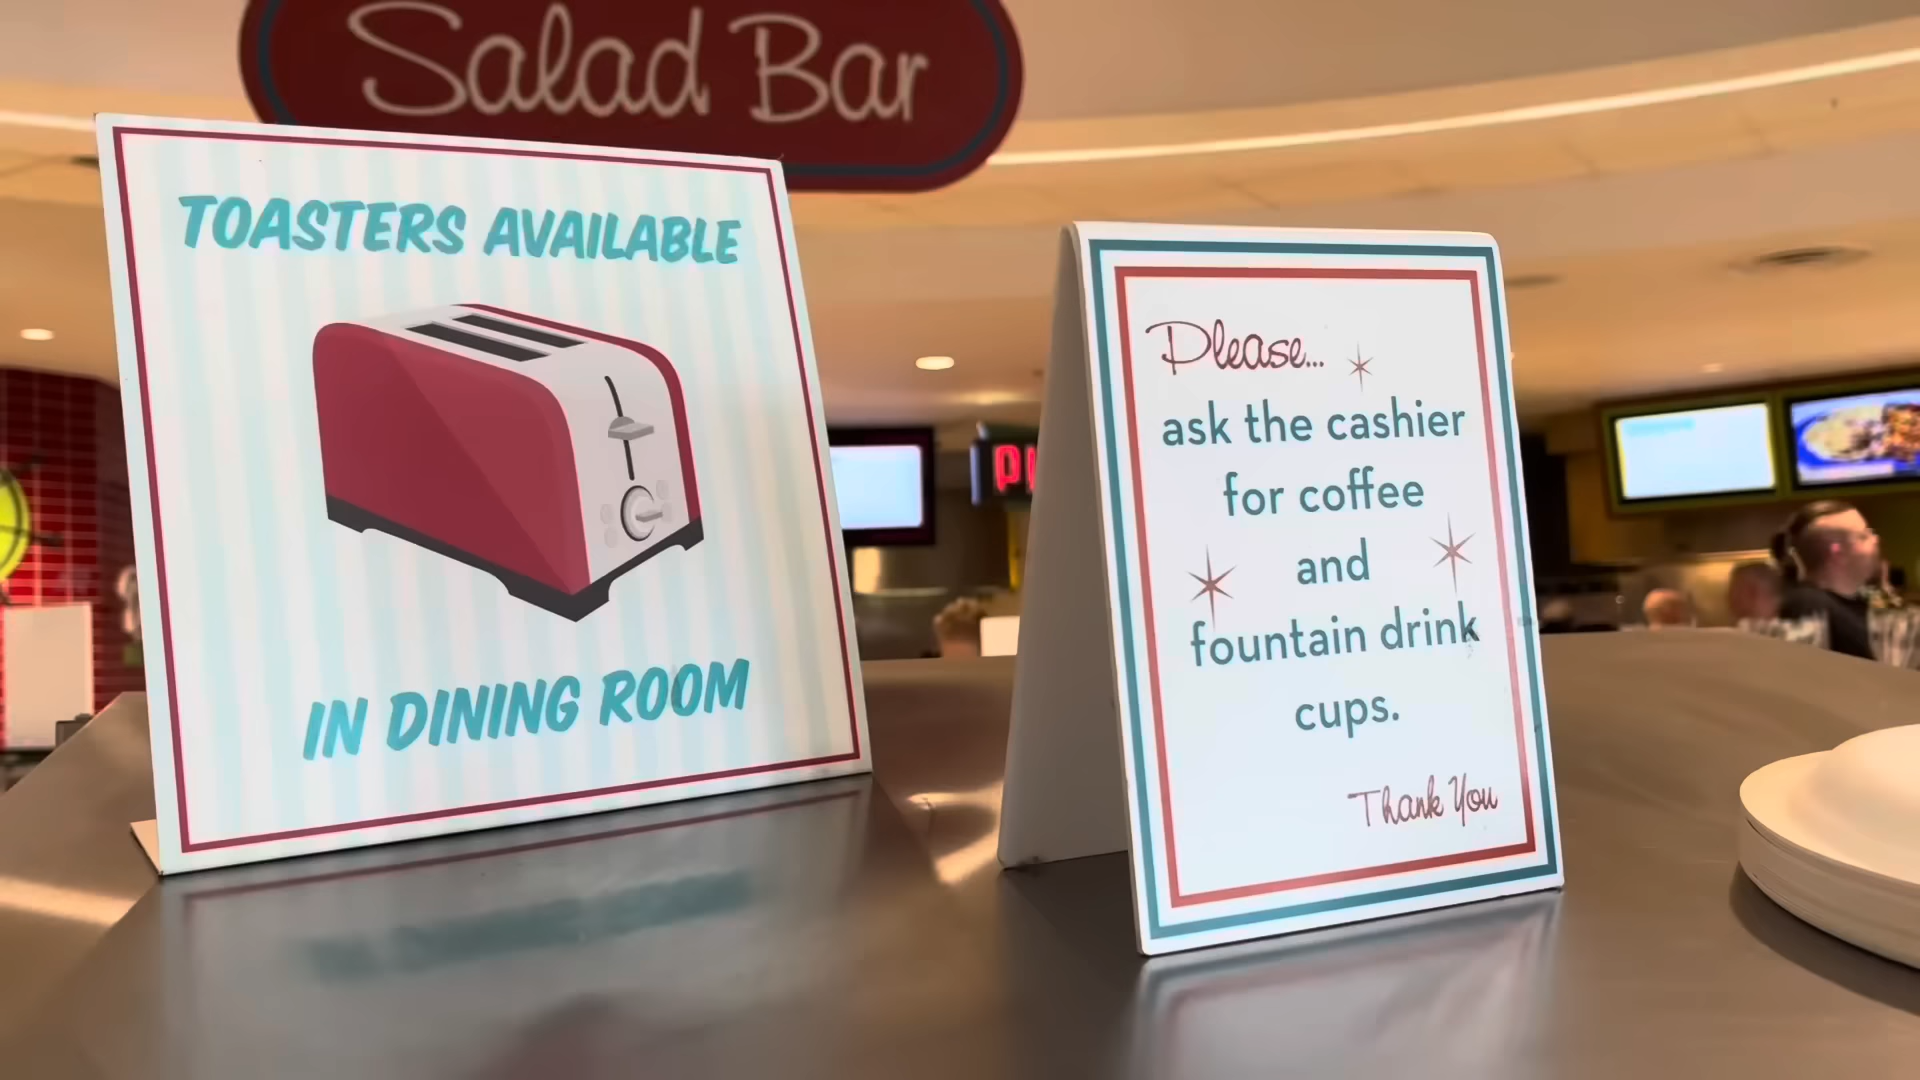 Salad Bar
TOASTERS AVAILABLE
IN DINING ROOM
Please...
ask the cashier
for coffee
and
fountain drink
cups.
Thank You